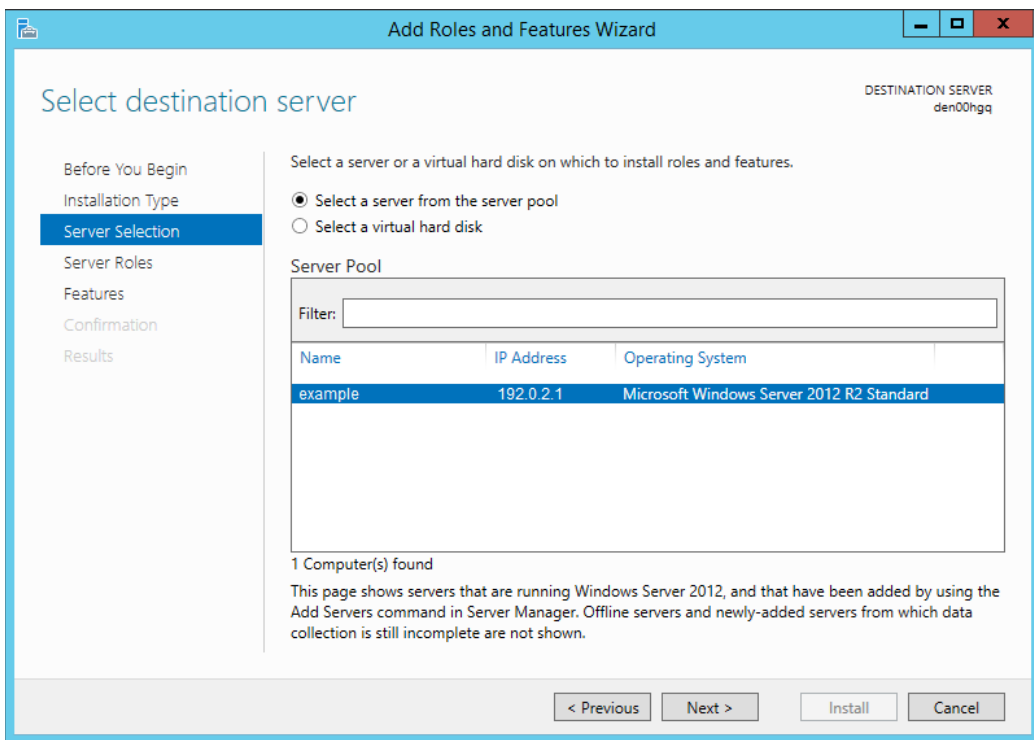 Add Roles and Features Wizard
Select destination server
DESTINATION SERVER
den00hgq
Before You Begin
Installation Type
Server Selection
Server Roles
Features
Confirmation
Results
Select a server or a virtual hard disk on which to install roles and features.
Select a server from the server pool
Select a virtual hard disk
Server Pool
Filter:
Name IP Address Operating System
example 192.0.2.1 Microsoft Windows Server 2012 R2 Standard
1 Computer(s) found
This page shows servers that are running Windows Server 2012, and that have been added by using the
Add Servers command in Server Manager. Offline servers and newly-added servers from which data
collection is still incomplete are not shown.
< Previous Next > Install Cancel